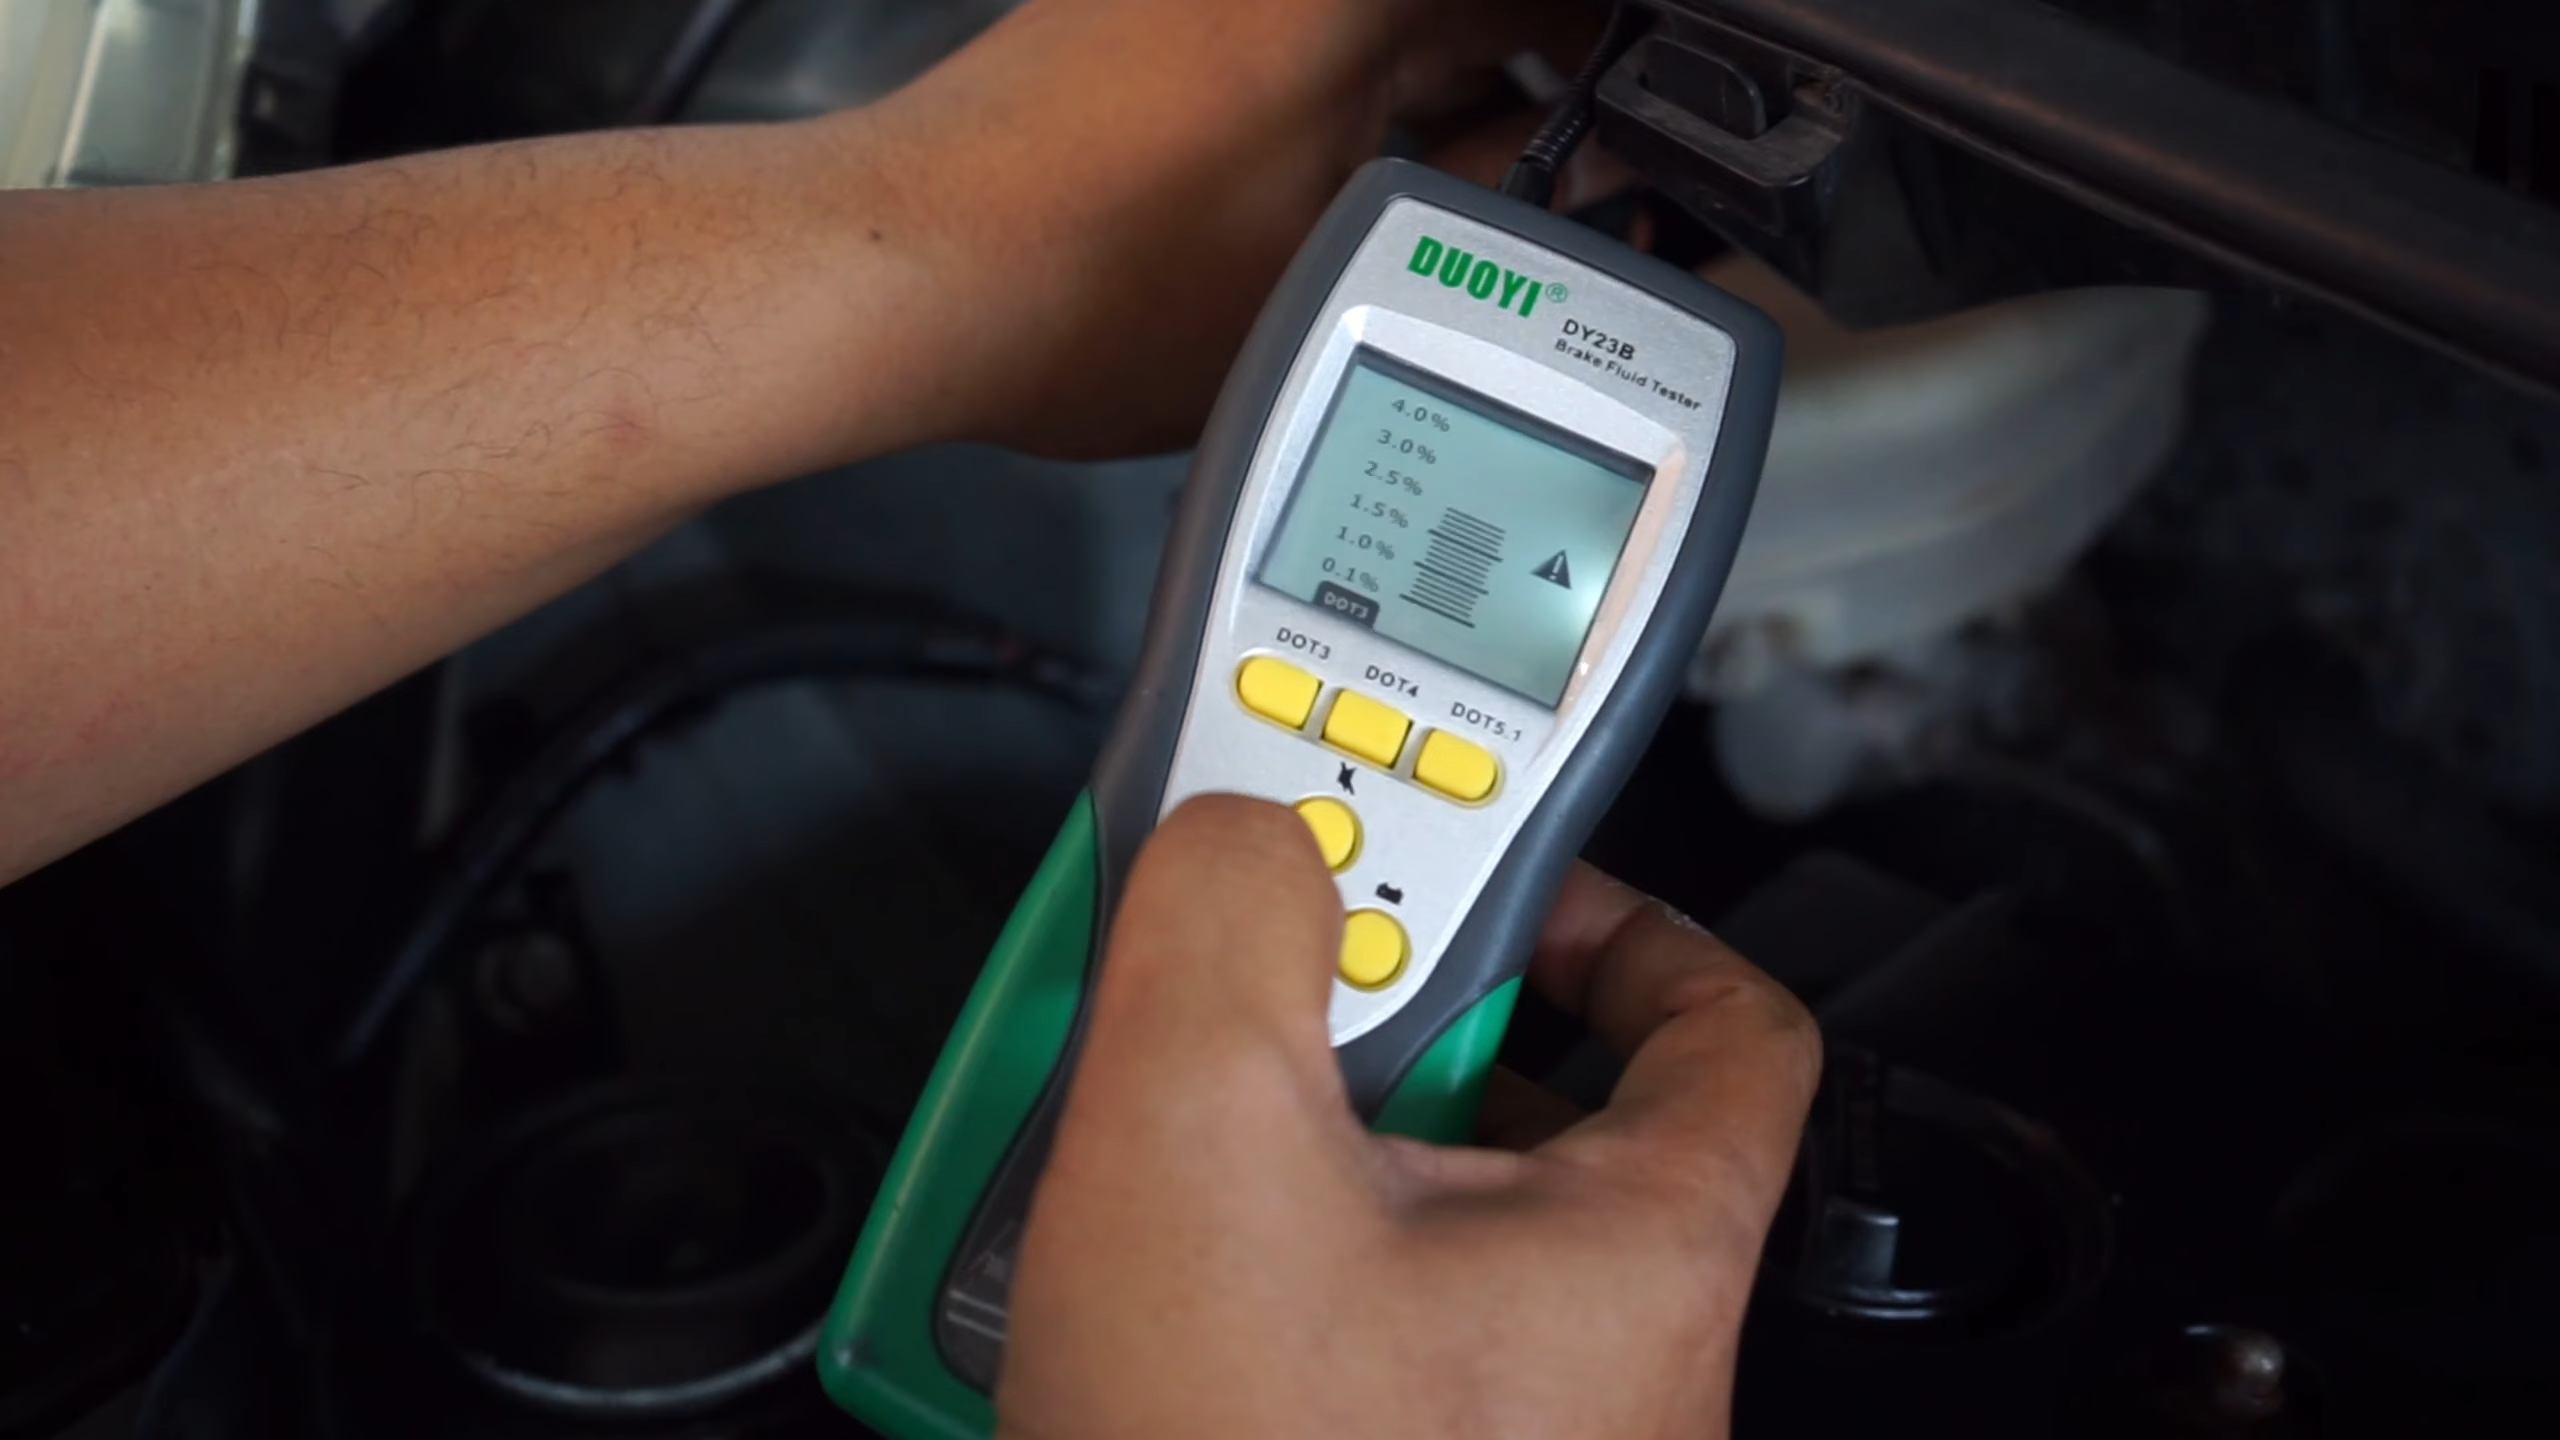 DUOYI®
DY23B
Brake Fluid Tester
4.0%
3.0%
2.5%
1.5%
1.0%
0.1%
DOT3
DOT3
DOT4
DOT5.1